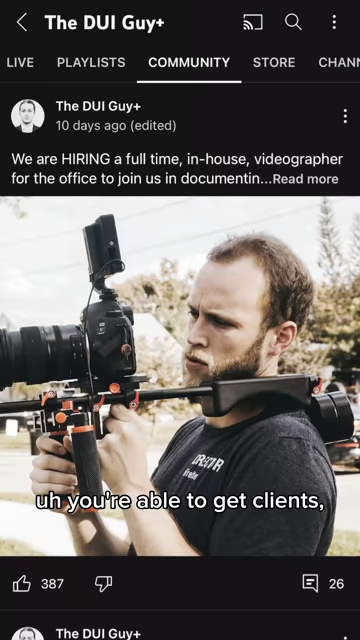 The DUI Guy+
LIVE PLAYLISTS COMMUNITY STORE CHANN
The DUI Guy+
10 days ago (edited)
We are HIRING a full time, in-house, videographer
for the office to join us in documentin...Read more
uh you're able to get clients,
387 26
The DUI Guy+